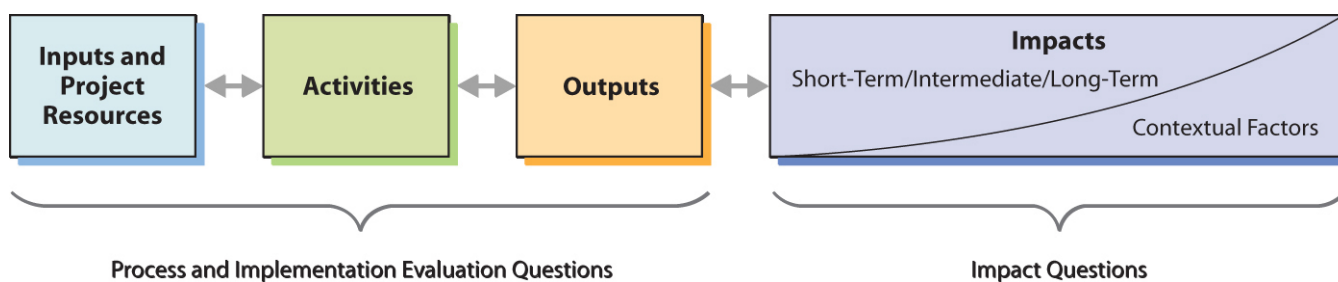 Inputs and
Project
Resources
Activities
Outputs
Impacts
Short-Term/Intermediate/Long-Term
Contextual Factors
Process and Implementation Evaluation Questions
Impact Questions